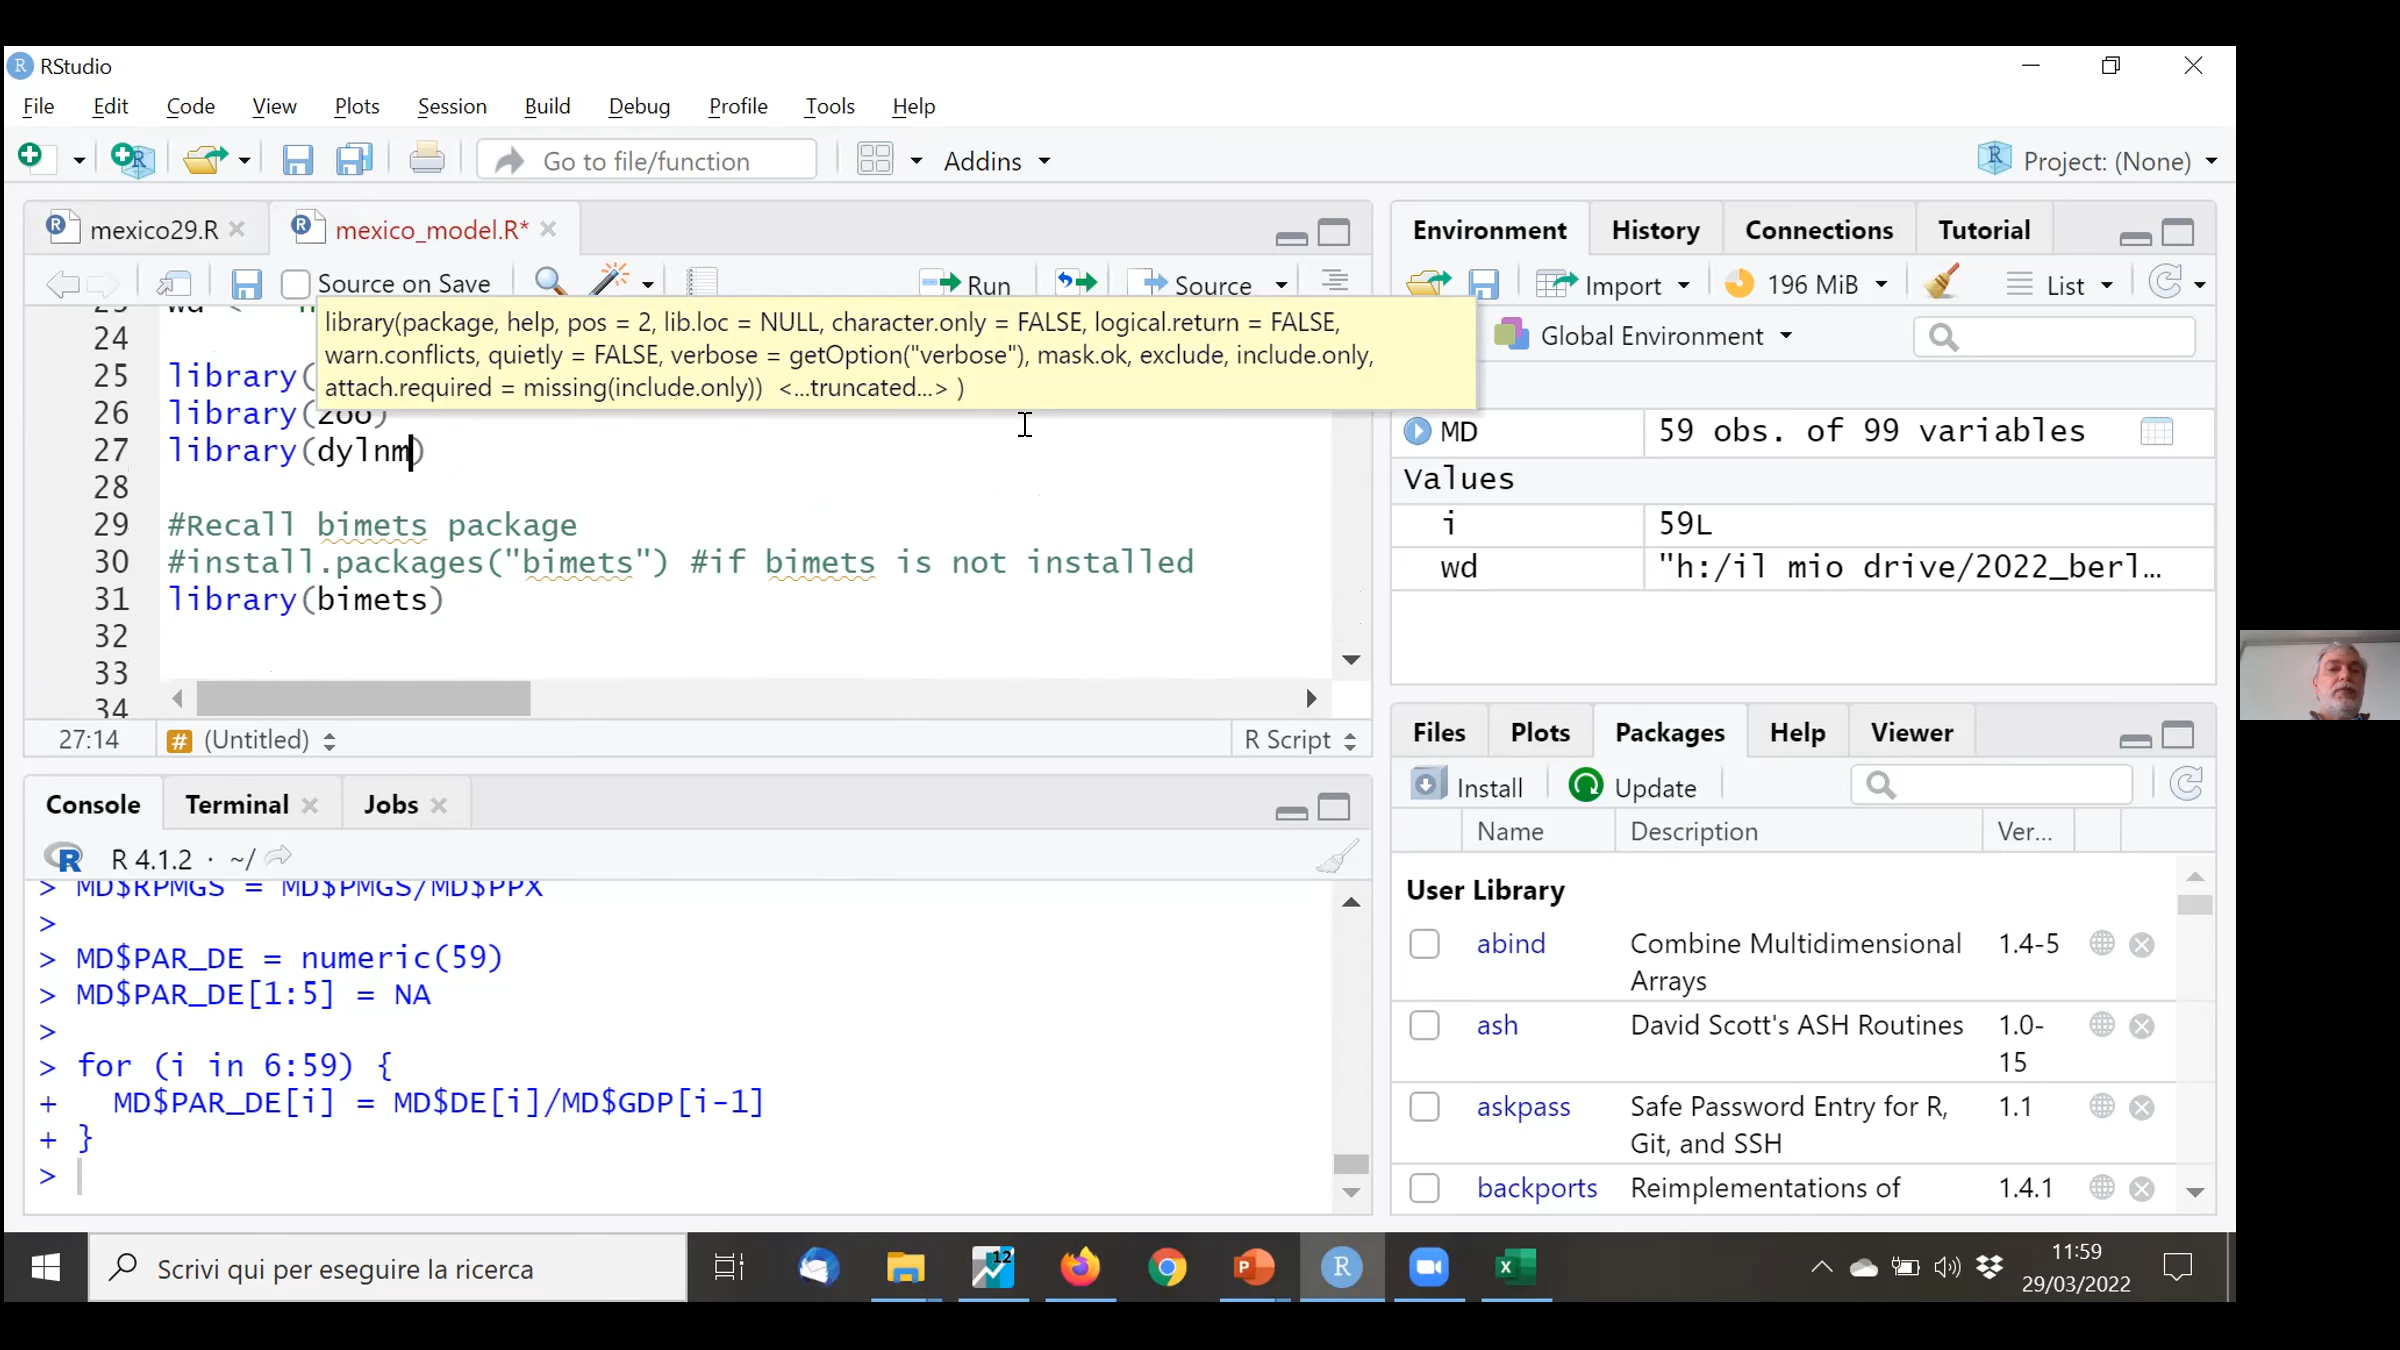 RStudio
File Edit Code View Plots Session Build Debug Profile Tools Help
Go to file/function Addins Project: (None)
mexico29.R mexico_model.R*
Source on Save Run Source
library(package, help, pos = 2, lib.loc = NULL, character.only = FALSE, logical.return = FALSE,
warn.conflicts, quietly = FALSE, verbose = getOption("verbose"), mask.ok, exclude, include.only,
attach.required = missing(include.only)) <...truncated...> )
24
25 library(
26 library(zoo)
27 library(dylnm)
28
29 #Recall bimets package
30 #install.packages("bimets") #if bimets is not installed
31 library(bimets)
32
33
34
27:14 # (Untitled) R Script
Console Terminal Jobs
R 4.1.2 · ~/
> MD$RPMGS = MD$PMGS/MD$PPX
>
> MD$PAR_DE = numeric(59)
> MD$PAR_DE[1:5] = NA
>
> for (i in 6:59) {
+ MD$PAR_DE[i] = MD$DE[i]/MD$GDP[i-1]
+ }
>
Environment History Connections Tutorial
Import 196 MiB List
Global Environment
MD 59 obs. of 99 variables
Values
i 59L
wd "h:/il mio drive/2022_berl…
Files Plots Packages Help Viewer
Install Update
Name Description Ver...
User Library
abind Combine Multidimensional 1.4-5
Arrays
ash David Scott's ASH Routines 1.0-
15
askpass Safe Password Entry for R, 1.1
Git, and SSH
backports Reimplementations of 1.4.1
Scrivi qui per eseguire la ricerca
12
11:59
29/03/2022